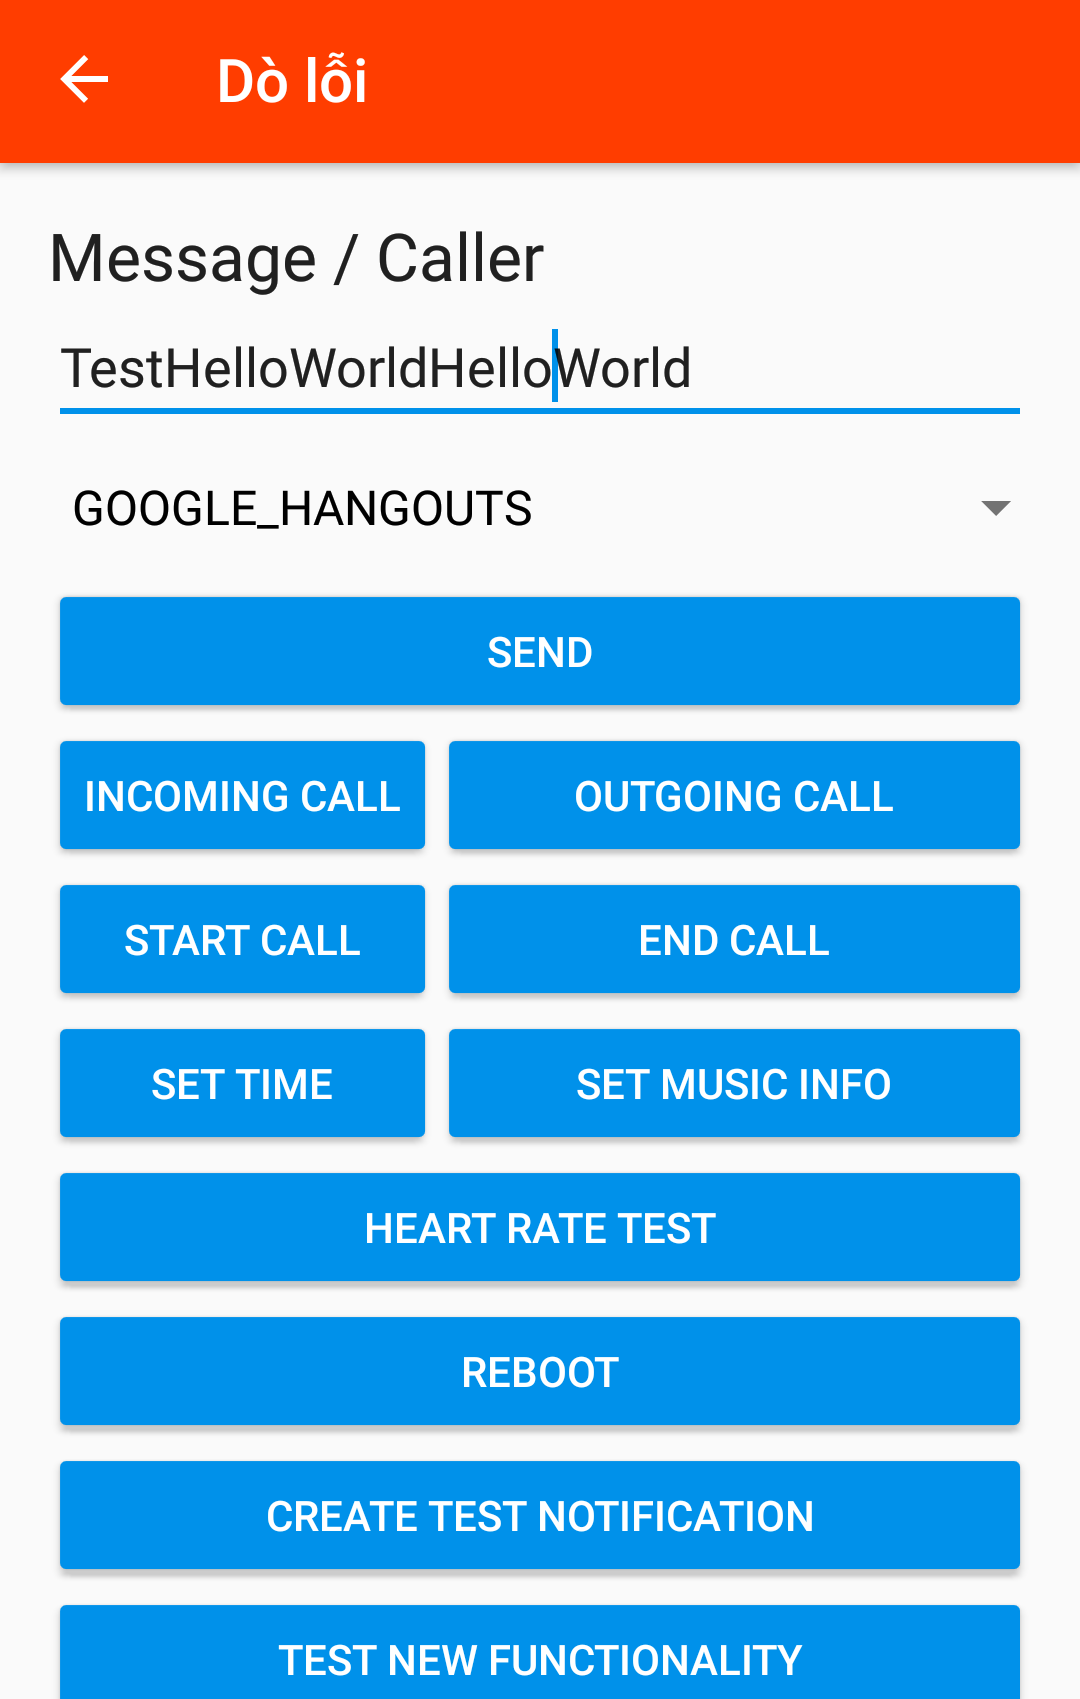 Dò lỗi
Message / Caller
TestHelloWorldHelloWorld
GOOGLE_HANGOUTS
SEND
INCOMING CALL
OUTGOING CALL
START CALL
END CALL
SET TIME
SET MUSIC INFO
HEART RATE TEST
REBOOT
CREATE TEST NOTIFICATION
TEST NEW FUNCTIONALITY